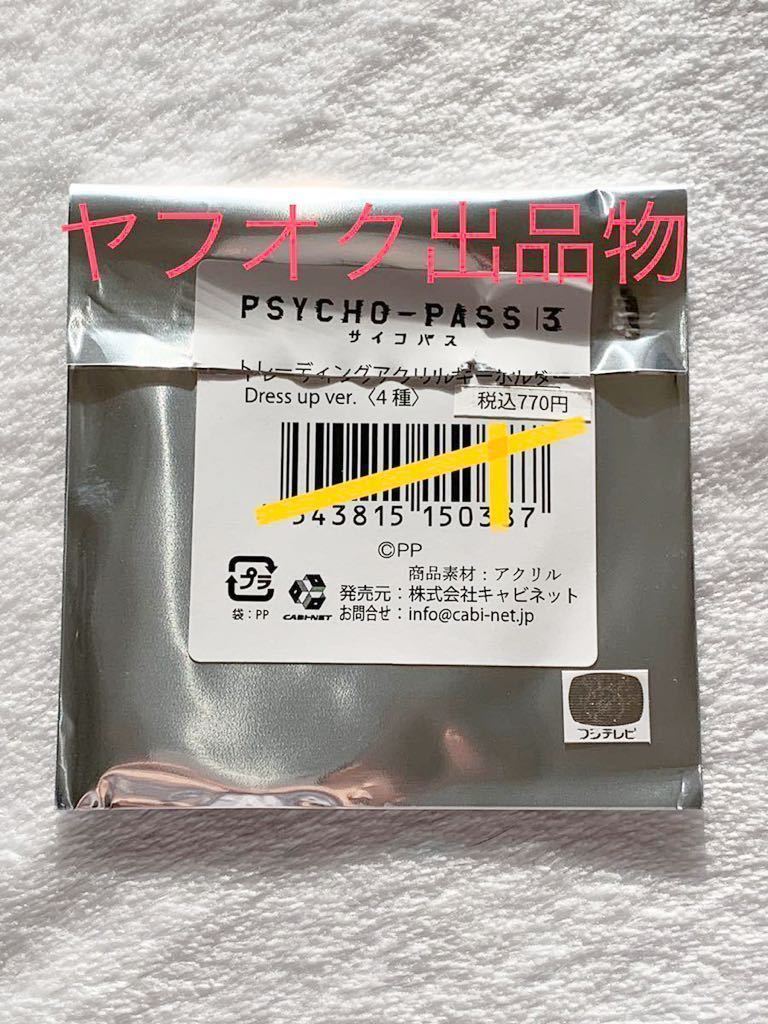 ヤフオク出品物
PSYCHO-PASS 3
サイコパス
トレーディングアクリルキーホルダー
Dress up ver.〈4種〉
税込770円
543815 150387
©PP
商品素材：アクリル
プラ
袋：PP
CABI-NET
発売元：株式会社キャビネット
お問合せ：info@cabi-net.jp
フジテレビ